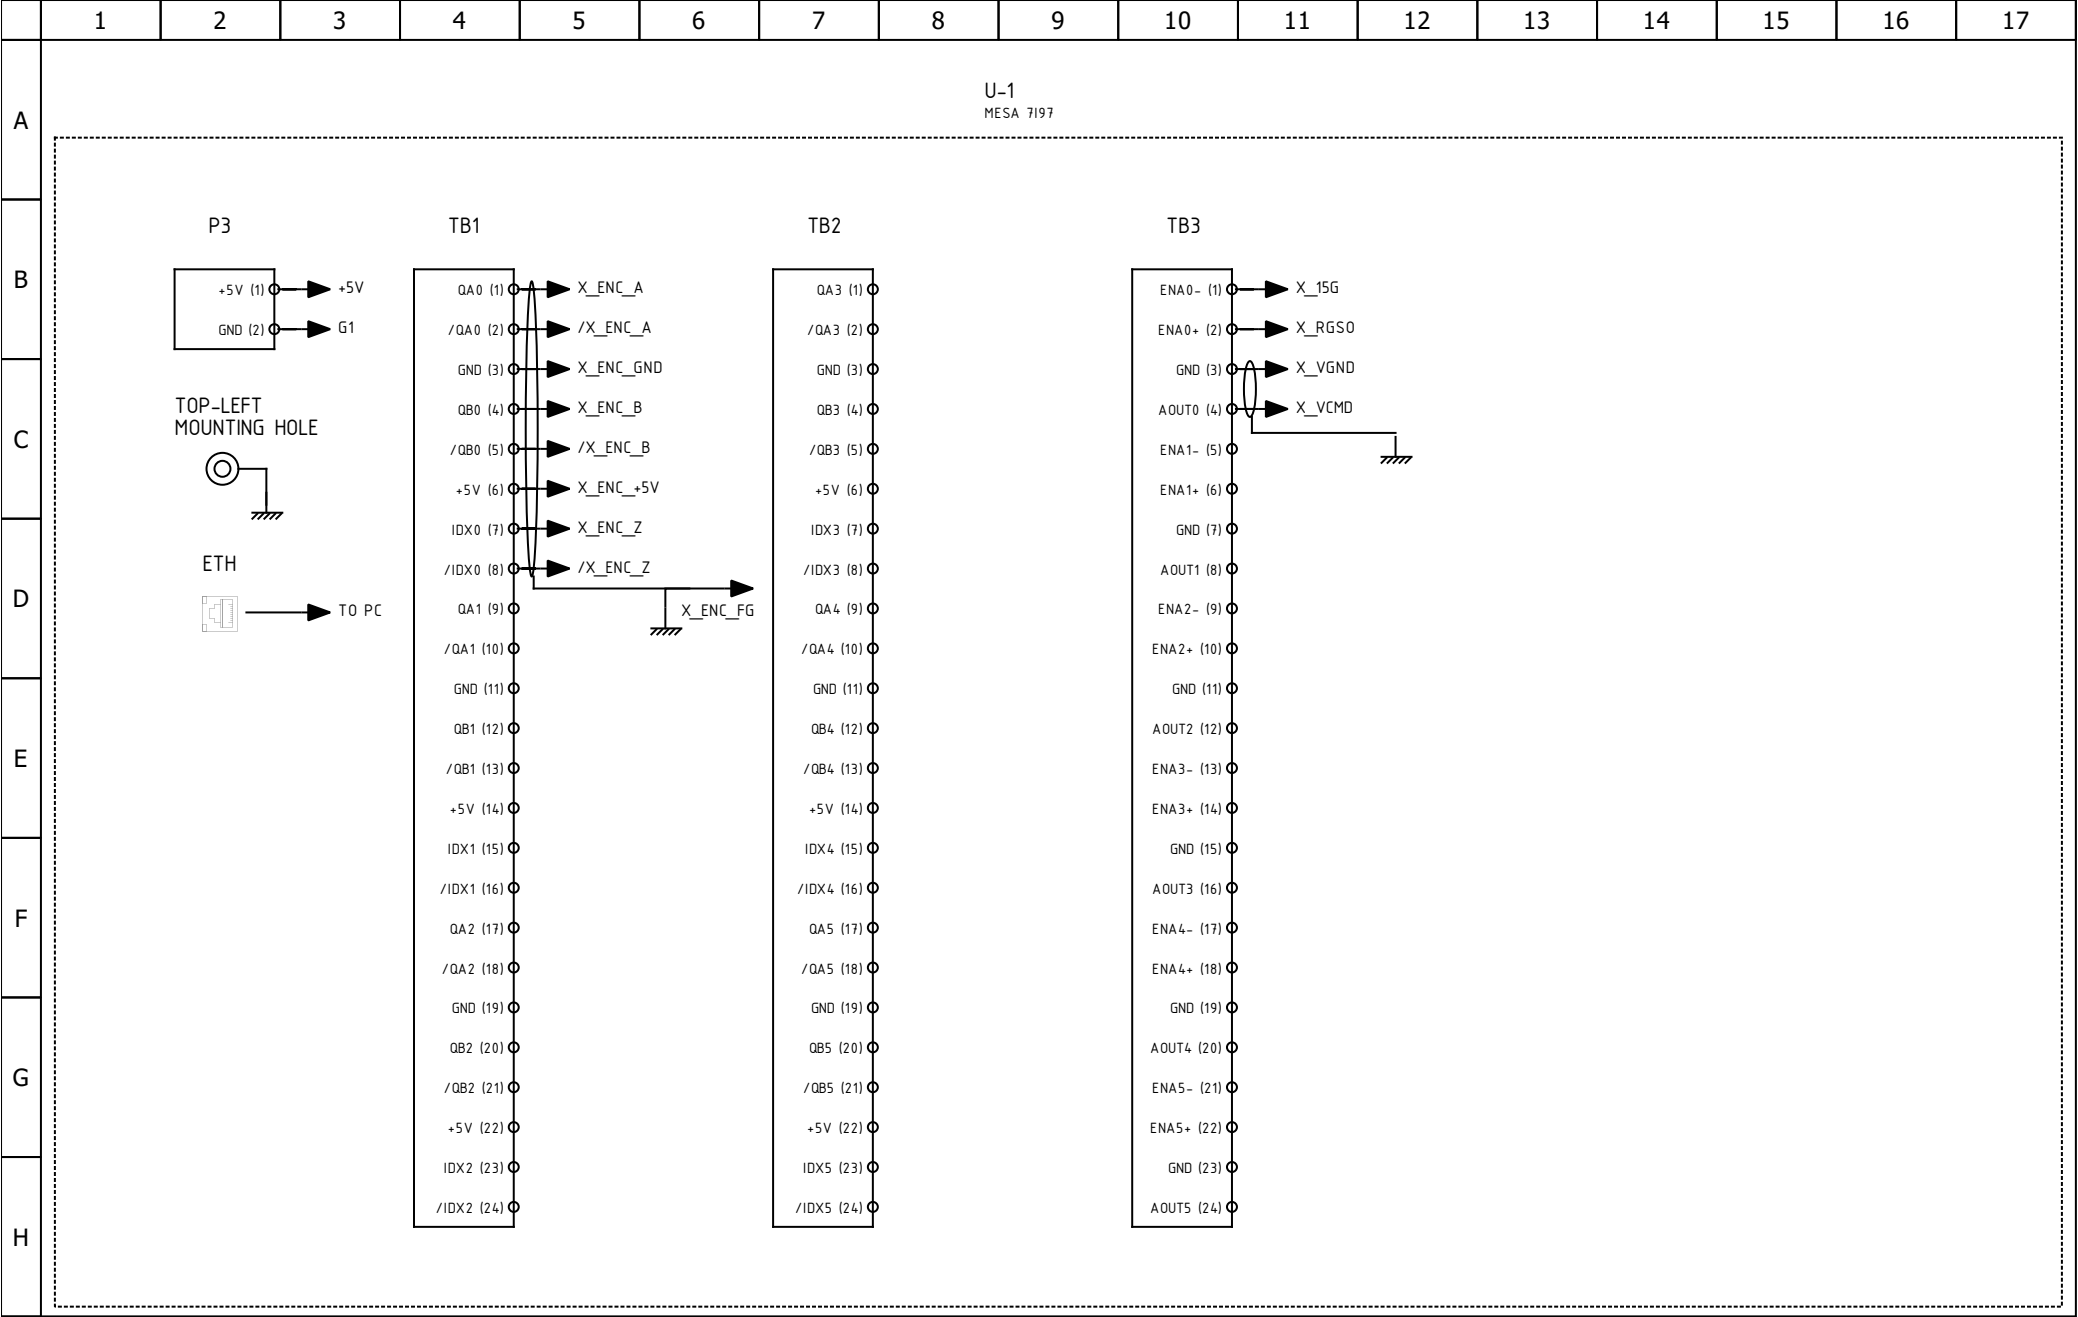 1 2 3 4 5 6 7 8 9 10 11 12 13 14 15 16 17
A
B
C
D
E
F
G
H
U-1
MESA 7I97
P3
+5V (1) +5V
GND (2) G1
TOP-LEFT
MOUNTING HOLE
ETH
TO PC
TB1
QA0 (1) X_ENC_A
/QA0 (2) /X_ENC_A
GND (3) X_ENC_GND
QB0 (4) X_ENC_B
/QB0 (5) /X_ENC_B
+5V (6) X_ENC_+5V
IDX0 (7) X_ENC_Z
/IDX0 (8) /X_ENC_Z
X_ENC_FG
QA1 (9)
/QA1 (10)
GND (11)
QB1 (12)
/QB1 (13)
+5V (14)
IDX1 (15)
/IDX1 (16)
QA2 (17)
/QA2 (18)
GND (19)
QB2 (20)
/QB2 (21)
+5V (22)
IDX2 (23)
/IDX2 (24)
TB2
QA3 (1)
/QA3 (2)
GND (3)
QB3 (4)
/QB3 (5)
+5V (6)
IDX3 (7)
/IDX3 (8)
QA4 (9)
/QA4 (10)
GND (11)
QB4 (12)
/QB4 (13)
+5V (14)
IDX4 (15)
/IDX4 (16)
QA5 (17)
/QA5 (18)
GND (19)
QB5 (20)
/QB5 (21)
+5V (22)
IDX5 (23)
/IDX5 (24)
TB3
ENA0- (1) X_15G
ENA0+ (2) X_RGSO
GND (3) X_VGND
AOUT0 (4) X_VCMD
ENA1- (5)
ENA1+ (6)
GND (7)
AOUT1 (8)
ENA2- (9)
ENA2+ (10)
GND (11)
AOUT2 (12)
ENA3- (13)
ENA3+ (14)
GND (15)
AOUT3 (16)
ENA4- (17)
ENA4+ (18)
GND (19)
AOUT4 (20)
ENA5- (21)
ENA5+ (22)
GND (23)
AOUT5 (24)